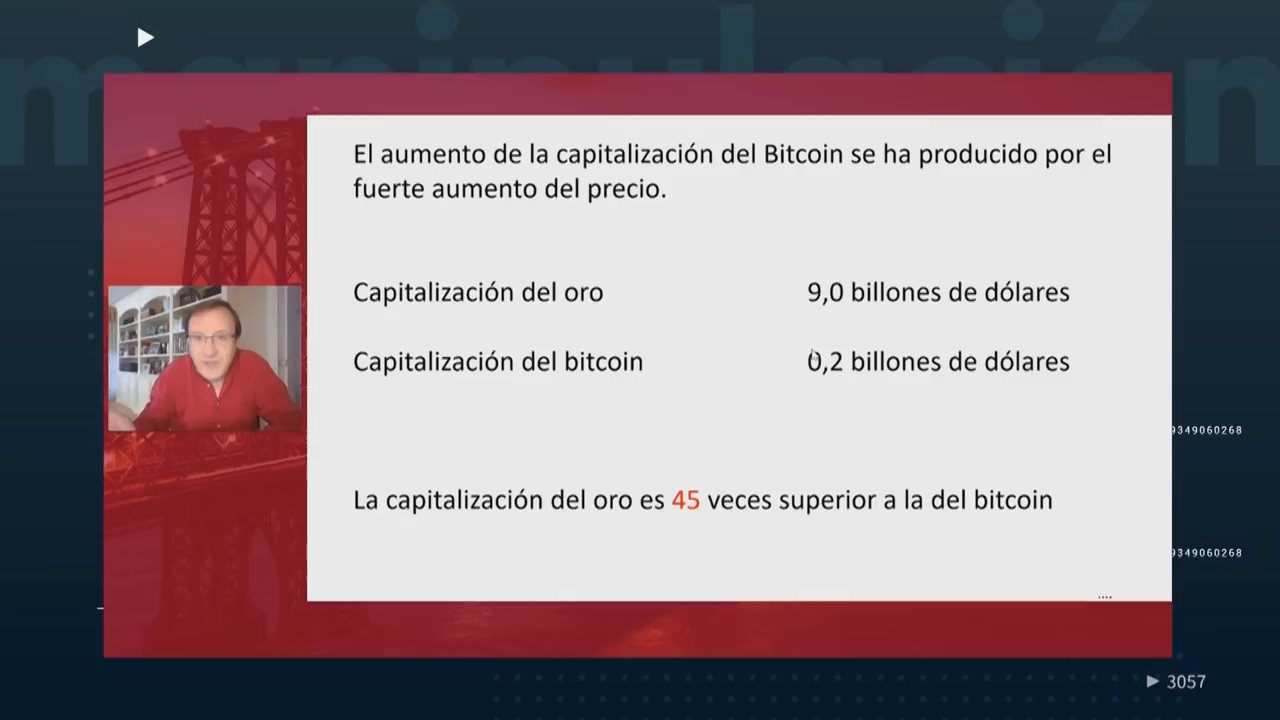 manipulación
El aumento de la capitalización del Bitcoin se ha producido por el
fuerte aumento del precio.
Capitalización del oro 9,0 billones de dólares
Capitalización del bitcoin 0,2 billones de dólares
9349060268
La capitalización del oro es 45 veces superior a la del bitcoin
9349060268
....
3057